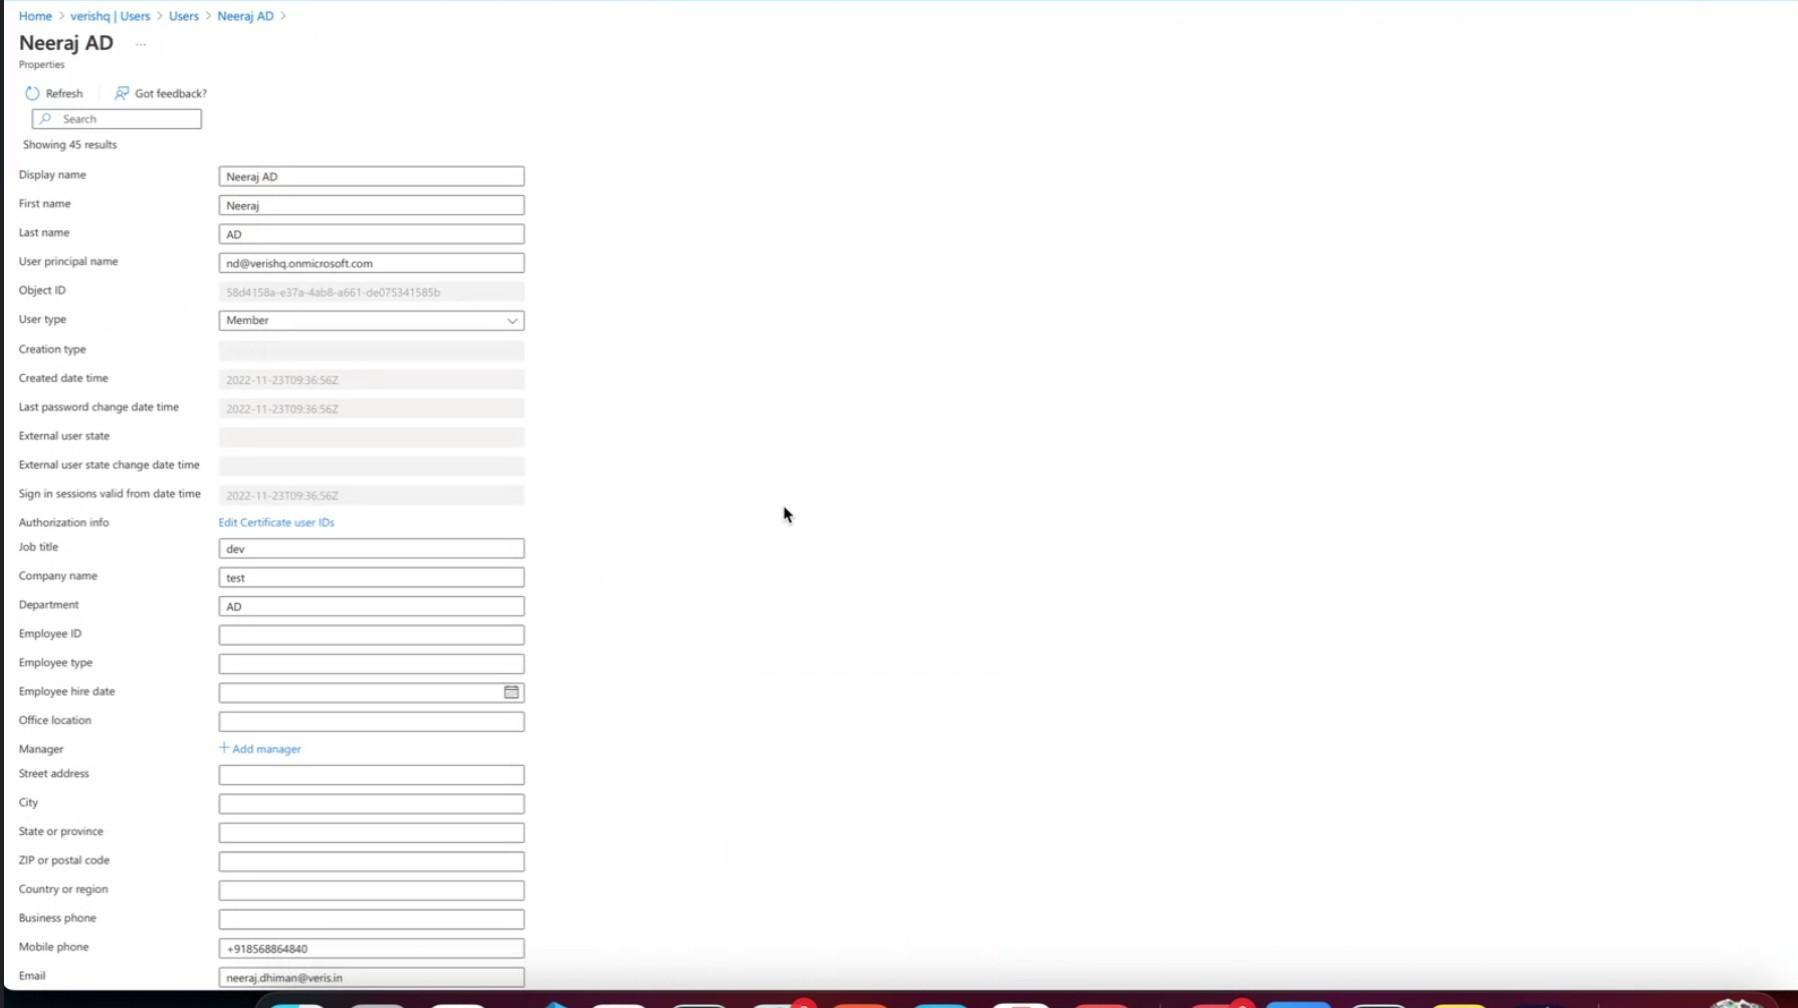 Home > verishq | Users > Users > Neeraj AD >
Neeraj AD ...
Properties
Refresh Got feedback?
Search
Showing 45 results
Display name Neeraj AD
First name Neeraj
Last name AD
User principal name nd@verishq.onmicrosoft.com
Object ID 58d4158a-e37a-4ab8-a661-de075341585b
User type Member
Creation type
Created date time 2022-11-23T09:36:56Z
Last password change date time 2022-11-23T09:36:56Z
External user state
External user state change date time
Sign in sessions valid from date time 2022-11-23T09:36:56Z
Authorization info Edit Certificate user IDs
Job title dev
Company name test
Department AD
Employee ID
Employee type
Employee hire date
Office location
Manager + Add manager
Street address
City
State or province
ZIP or postal code
Country or region
Business phone
Mobile phone +918568864840
Email neeraj.dhiman@veris.in